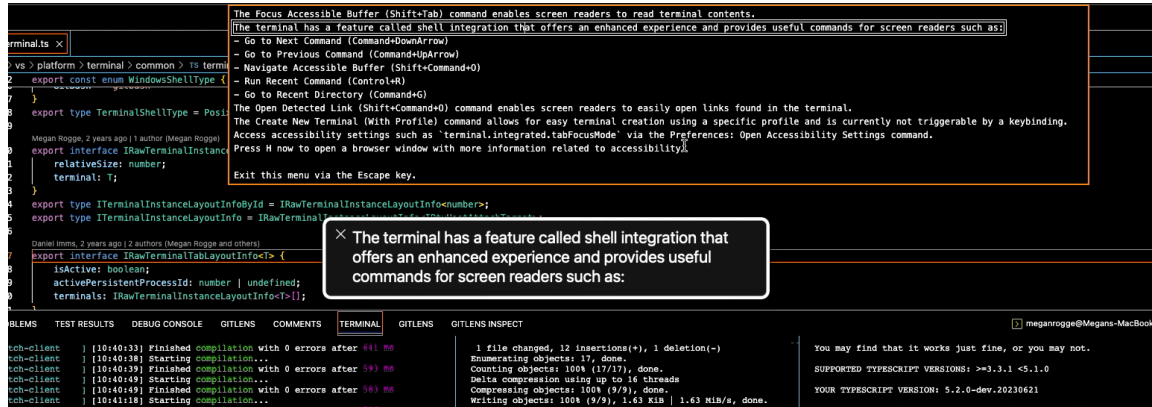 The Focus Accessible Buffer (Shift+Tab) command enables screen readers to read terminal contents.
The terminal has a feature called shell integration that offers an enhanced experience and provides useful commands for screen readers such as:
– Go to Next Command (Command+DownArrow)
– Go to Previous Command (Command+UpArrow)
– Navigate Accessible Buffer (Shift+Command+O)
– Run Recent Command (Control+R)
– Go to Recent Directory (Command+G)
The Open Detected Link (Shift+Command+O) command enables screen readers to easily open links found in the terminal.
The Create New Terminal (With Profile) command allows for easy terminal creation using a specific profile and is currently not triggerable by a keybinding.
Access accessibility settings such as `terminal.integrated.tabFocusMode` via the Preferences: Open Accessibility Settings command.
Press H now to open a browser window with more information related to accessibility.
Exit this menu via the Escape key.
erminal.ts ×
> vs > platform > terminal > common > TS termi
export const enum WindowsShellType {
}
export type TerminalShellType = Posi
Megan Rogge, 2 years ago | 1 author (Megan Rogge)
export interface IRawTerminalInstanc
relativeSize: number;
terminal: T;
}
export type ITerminalInstanceLayoutInfoById = IRawTerminalInstanceLayoutInfo<number>;
export type ITerminalInstanceLayoutInfo =
Daniel Imms, 2 years ago | 2 authors (Megan Rogge and others)
export interface IRawTerminalTabLayoutInfo<T> {
isActive: boolean;
activePersistentProcessId: number | undefined;
terminals: IRawTerminalInstanceLayoutInfo<T>[];
× The terminal has a feature called shell integration that
offers an enhanced experience and provides useful
commands for screen readers such as:
OBLEMS TEST RESULTS DEBUG CONSOLE GITLENS COMMENTS TERMINAL GITLENS GITLENS INSPECT
meganrogge@Megans-MacBook
tch-client ] [10:40:33] Finished compilation with 0 errors after 641 ms
tch-client ] [10:40:38] Starting compilation...
tch-client ] [10:40:39] Finished compilation with 0 errors after 593 ms
tch-client ] [10:40:49] Starting compilation...
tch-client ] [10:40:49] Finished compilation with 0 errors after 583 ms
tch-client ] [10:41:18] Starting compilation...
1 file changed, 12 insertions(+), 1 deletion(-)
Enumerating objects: 17, done.
Counting objects: 100% (17/17), done.
Delta compression using up to 16 threads
Compressing objects: 100% (9/9), done.
Writing objects: 100% (9/9), 1.63 KiB | 1.63 MiB/s, done.
You may find that it works just fine, or you may not.
SUPPORTED TYPESCRIPT VERSIONS: >=3.3.1 <5.1.0
YOUR TYPESCRIPT VERSION: 5.2.0-dev.20230621